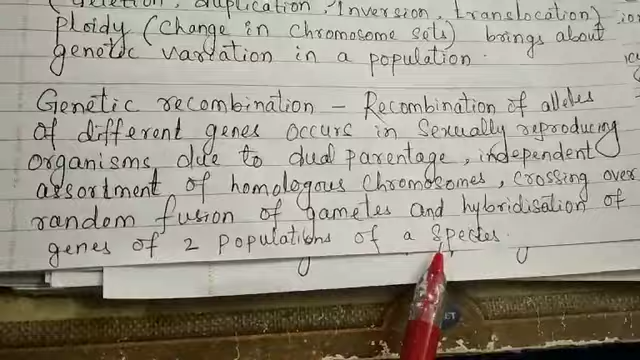 (deletion, duplication, Inversion, translocation)
ploidy (Change in Chromosome sets) brings about
genetic variation in a population.
Genetic recombination – Recombination of alleles
of different genes occurs in Sexually reproducing
organisms due to dual parentage, independent
assortment of homologous Chromosomes, Crossing over
random fusion of gametes and hybridisation of
genes of 2 populations of a Species.
ET